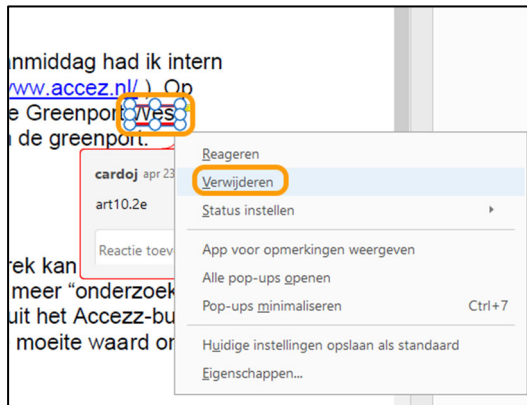 anmiddag had ik intern
www.accez.nl/ ). Op
e Greenport West
de greenport.
cardoj apr 23
art10.2e
Reactie toev
rek kan
meer “onderzoek
uit het Accezz-bu
moeite waard or
Reageren
Verwijderen
Status instellen
App voor opmerkingen weergeven
Alle pop-ups openen
Pop-ups minimaliseren Ctrl+7
Huidige instellingen opslaan als standaard
Eigenschappen...